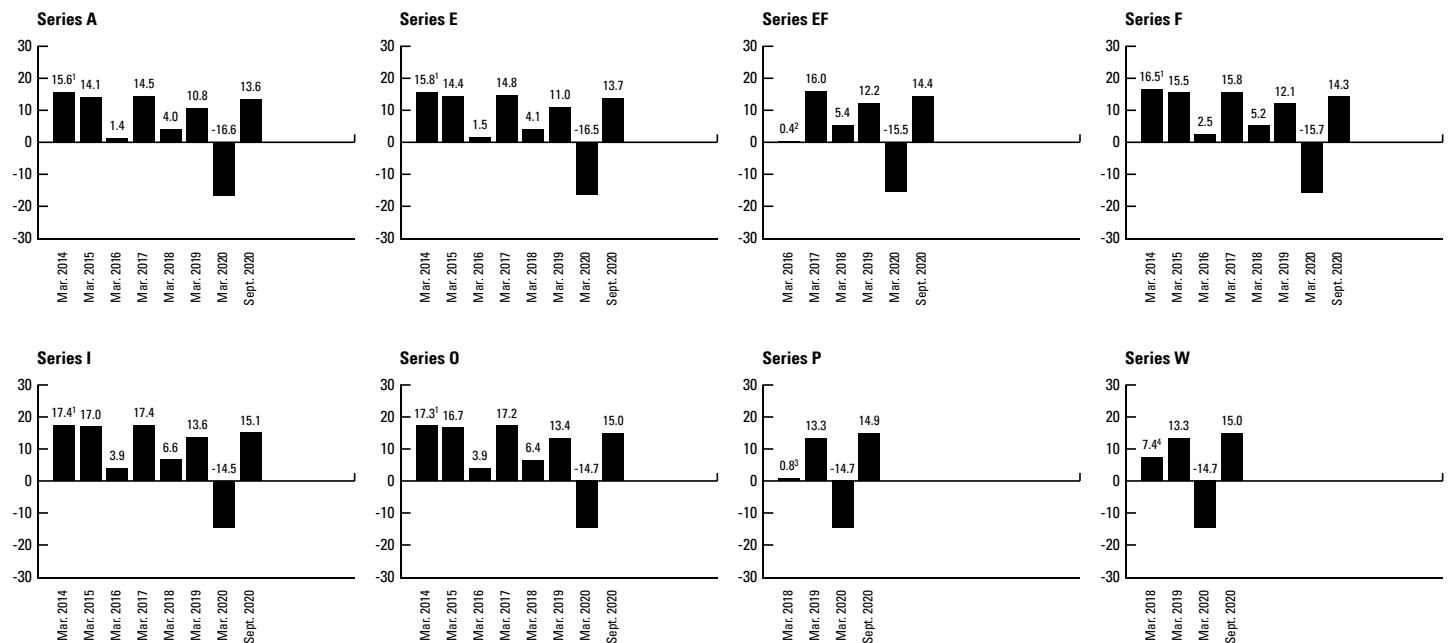 Series A
30
20
10
0
-10
-20
-30
15.6¹
14.1
1.4
14.5
4.0
10.8
-16.6
13.6
Mar. 2014
Mar. 2015
Mar. 2016
Mar. 2017
Mar. 2018
Mar. 2019
Mar. 2020
Sept. 2020
Series E
30
20
10
0
-10
-20
-30
15.8¹
14.4
1.5
14.8
4.1
11.0
-16.5
13.7
Mar. 2014
Mar. 2015
Mar. 2016
Mar. 2017
Mar. 2018
Mar. 2019
Mar. 2020
Sept. 2020
Series EF
30
20
10
0
-10
-20
-30
0.4²
16.0
5.4
12.2
-15.5
14.4
Mar. 2016
Mar. 2017
Mar. 2018
Mar. 2019
Mar. 2020
Sept. 2020
Series F
30
20
10
0
-10
-20
-30
16.5¹
15.5
2.5
15.8
5.2
12.1
-15.7
14.3
Mar. 2014
Mar. 2015
Mar. 2016
Mar. 2017
Mar. 2018
Mar. 2019
Mar. 2020
Sept. 2020
Series I
30
20
10
0
-10
-20
-30
17.4¹
17.0
3.9
17.4
6.6
13.6
-14.5
15.1
Mar. 2014
Mar. 2015
Mar. 2016
Mar. 2017
Mar. 2018
Mar. 2019
Mar. 2020
Sept. 2020
Series O
30
20
10
0
-10
-20
-30
17.3¹
16.7
3.9
17.2
6.4
13.4
-14.7
15.0
Mar. 2014
Mar. 2015
Mar. 2016
Mar. 2017
Mar. 2018
Mar. 2019
Mar. 2020
Sept. 2020
Series P
30
20
10
0
-10
-20
-30
0.8³
13.3
-14.7
14.9
Mar. 2018
Mar. 2019
Mar. 2020
Sept. 2020
Series W
30
20
10
0
-10
-20
-30
7.4⁴
13.3
-14.7
15.0
Mar. 2018
Mar. 2019
Mar. 2020
Sept. 2020